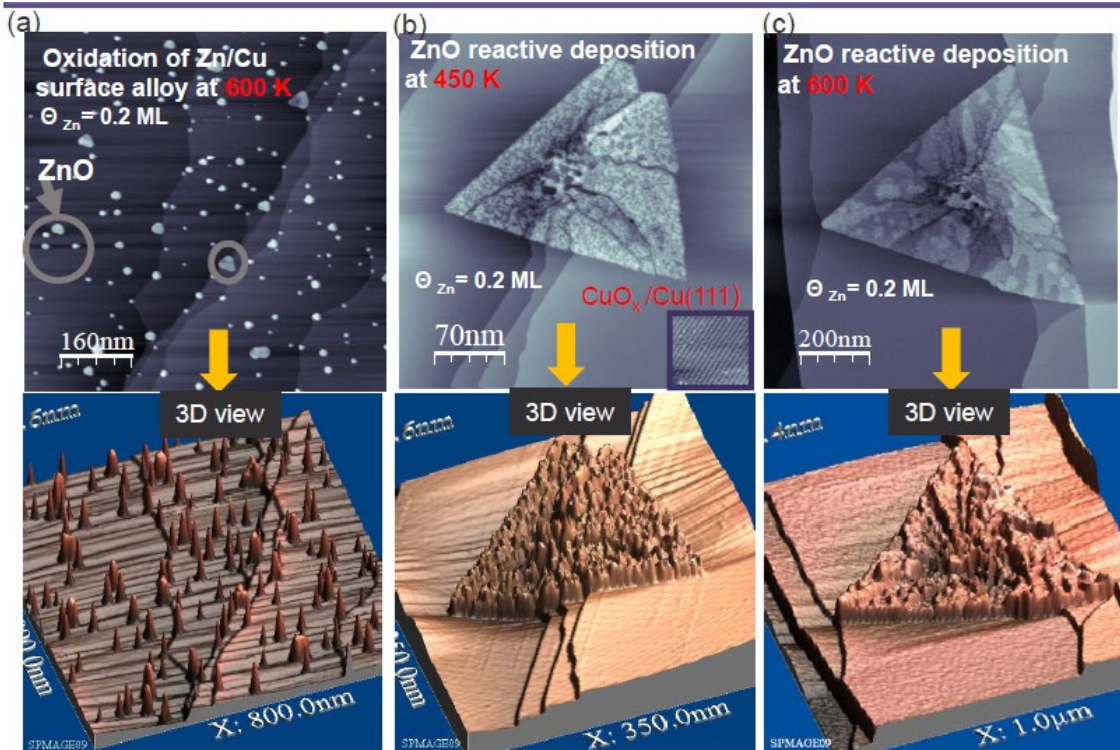 (a)
Oxidation of Zn/Cu
surface alloy at 600 K
Θ Zn = 0.2 ML
ZnO
160nm
(b)
ZnO reactive deposition
at 450 K
Θ Zn= 0.2 ML
CuOx/Cu(111)
70nm
(c)
ZnO reactive deposition
at 600 K
Θ Zn= 0.2 ML
200nm
3D view
X: 800.0nm
SPMAGE09
3D view
X: 350.0nm
SPMAGE09
3D view
X: 1.0µm
SPMAGE09